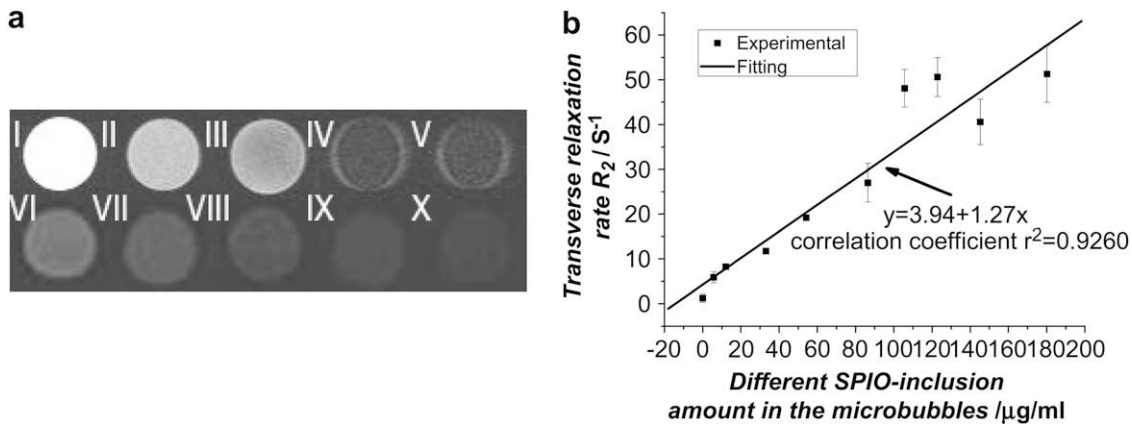 a
I II III IV V
VI VII VIII IX X
b
Transverse relaxation
rate R2 / S-1
60
50
40
30
20
10
0
Experimental
Fitting
y=3.94+1.27x
correlation coefficient r2=0.9260
-20 0 20 40 60 80 100 120 140 160 180 200
Different SPIO-inclusion
amount in the microbubbles /μg/ml